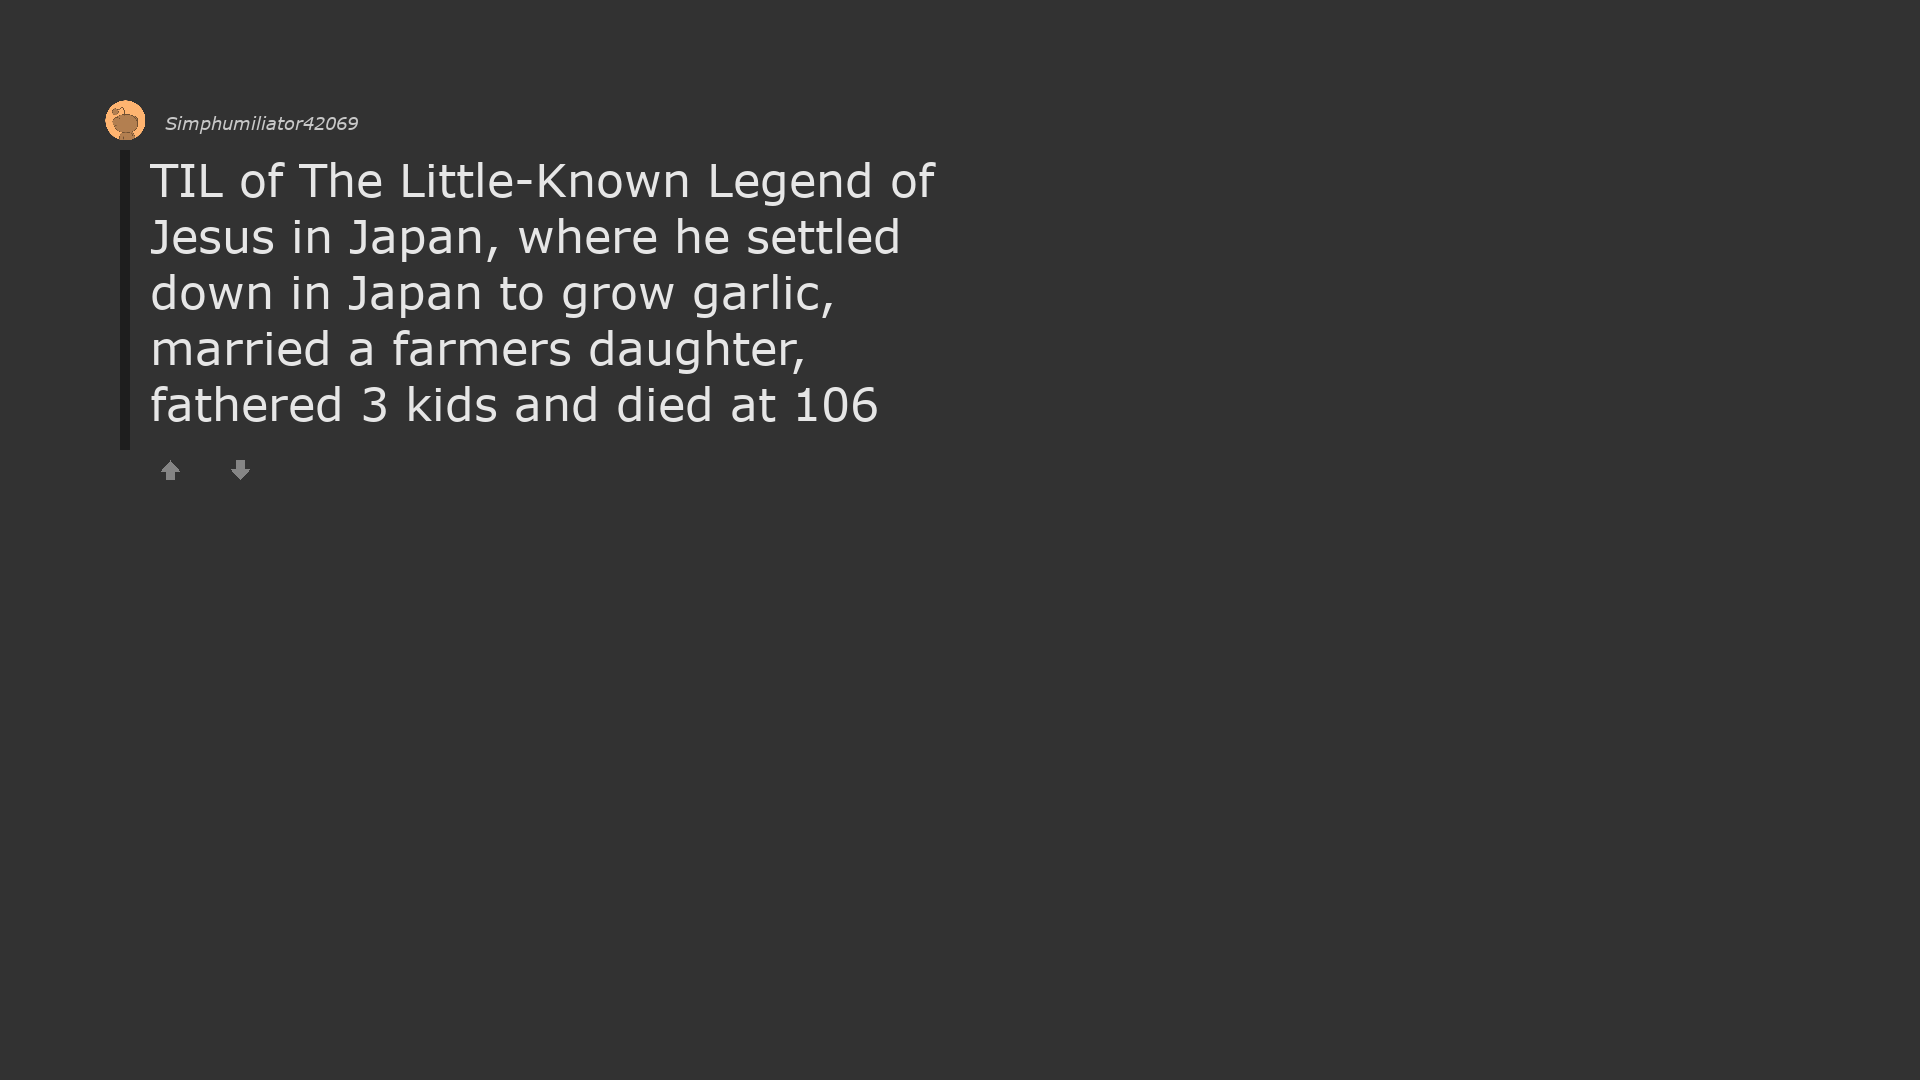 Simphumiliator42069
TIL of The Little-Known Legend of
Jesus in Japan, where he settled
down in Japan to grow garlic,
married a farmers daughter,
fathered 3 kids and died at 106